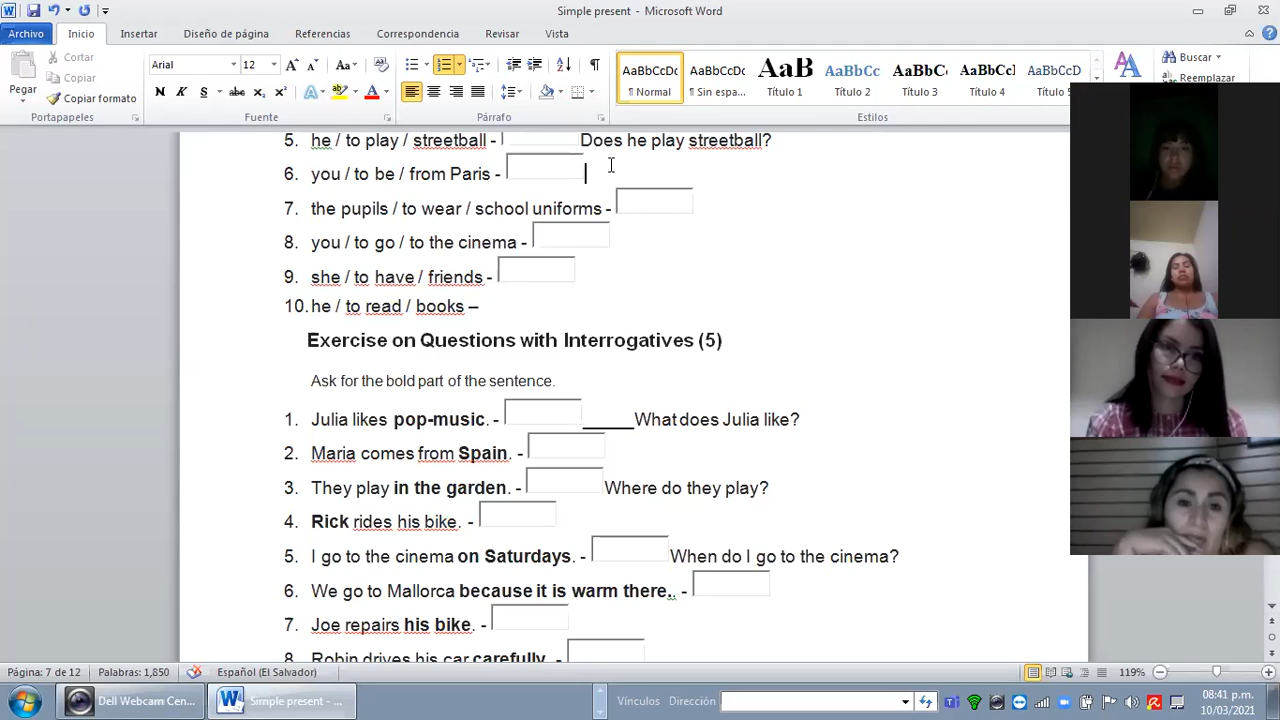 Simple present - Microsoft Word
Archivo Inicio Insertar Diseño de página Referencias Correspondencia Revisar Vista
Cortar
Copiar
Pegar
Copiar formato
Portapapeles
Arial 12
Fuente
Párrafo
AaBbCcDc AaBbCcDc AaB AaBbCc AaBbC AaBbCc AaBbCcD
¶ Normal ¶ Sin espa... Título 1 Título 2 Título 3 Título 4 Título 5
Estilos
Buscar
Reemplazar
5. he / to play / streetball - Does he play streetball?
6. you / to be / from Paris -
7. the pupils / to wear / school uniforms -
8. you / to go / to the cinema -
9. she / to have / friends -
10. he / to read / books –
Exercise on Questions with Interrogatives (5)
Ask for the bold part of the sentence.
1. Julia likes pop-music. - What does Julia like?
2. Maria comes from Spain. -
3. They play in the garden. - Where do they play?
4. Rick rides his bike. -
5. I go to the cinema on Saturdays. - When do I go to the cinema?
6. We go to Mallorca because it is warm there.. -
7. Joe repairs his bike. -
8. Robin drives his car carefully. -
Página: 7 de 12 Palabras: 1,850 Español (El Salvador) 119%
Dell Webcam Cen... Simple present - ... Vínculos Dirección 08:41 p.m.
10/03/2021